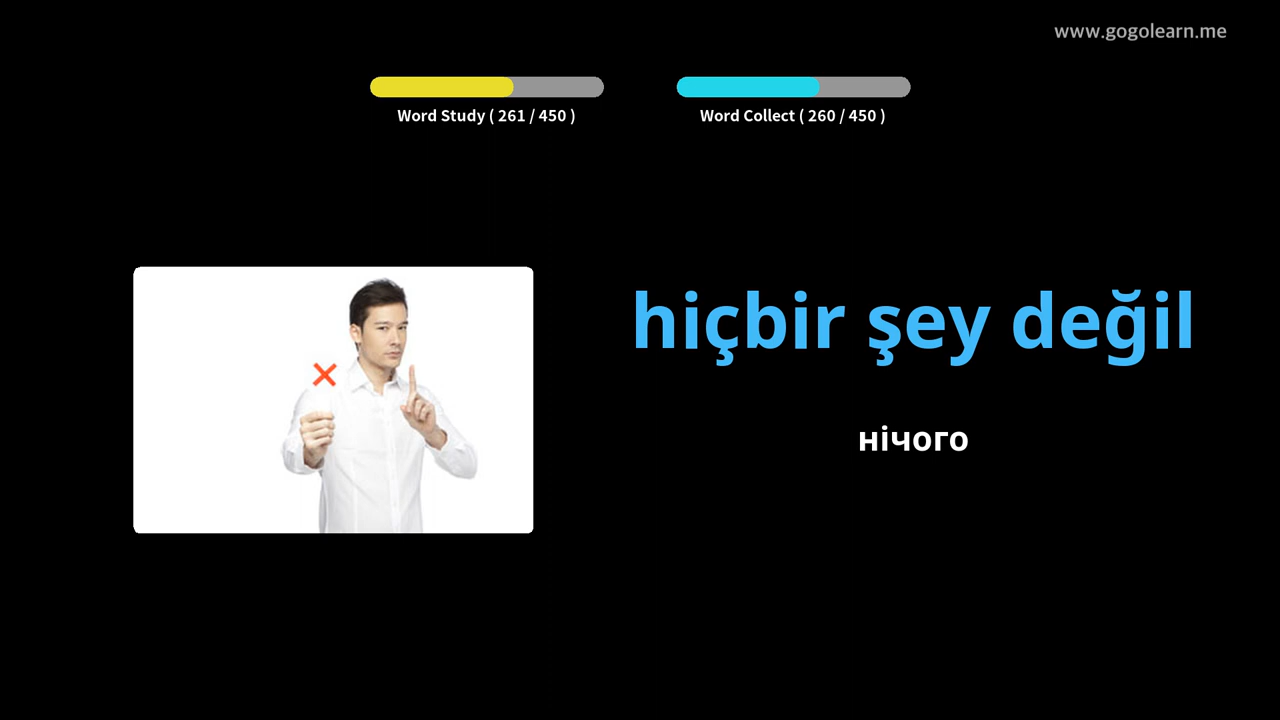 www.gogolearn.me
Word Study ( 261 / 450 )
Word Collect ( 260 / 450 )
hiçbir şey değil
нічого